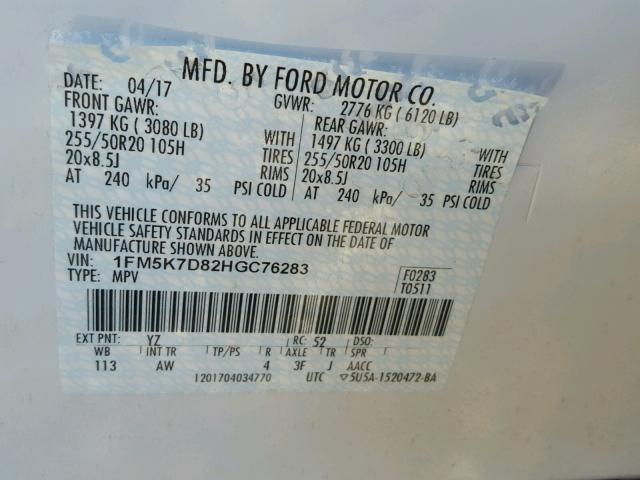 MFD. BY FORD MOTOR CO.
DATE: 04/17 GVWR: 2776 KG ( 6120 LB)
FRONT GAWR: REAR GAWR:
1397 KG ( 3080 LB) WITH 1497 KG ( 3300 LB) WITH
255/50R20 105H TIRES 255/50R20 105H TIRES
20x8.5J RIMS 20x8.5J RIMS
AT 240 kPa/ 35 PSI COLD AT 240 kPa/ 35 PSI COLD
THIS VEHICLE CONFORMS TO ALL APPLICABLE FEDERAL MOTOR
VEHICLE SAFETY STANDARDS IN EFFECT ON THE DATE OF
MANUFACTURE SHOWN ABOVE.
VIN: 1FM5K7D82HGC76283 F0283
TYPE: MPV T0511
EXT PNT: YZ RC: 52 DSO:
WB INT TR TP/PS R AXLE TR SPR
113 AW 4 3F J AACC
1201704034770 UTC ▽5U5A-1520472-BA